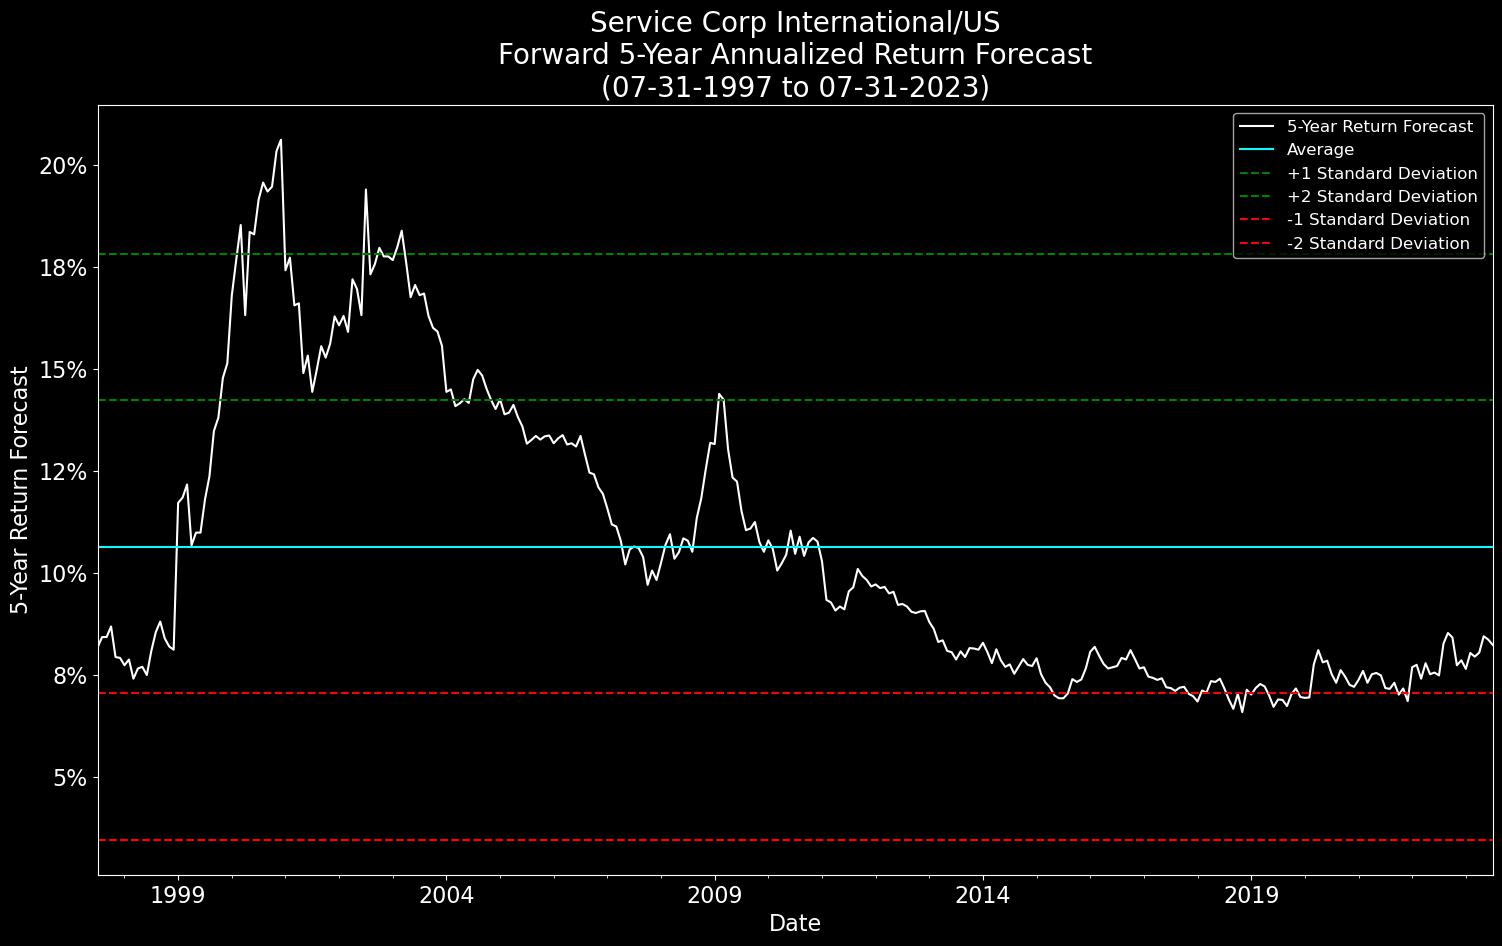 Service Corp International/US
Forward 5-Year Annualized Return Forecast
(07-31-1997 to 07-31-2023)
5-Year Return Forecast
Average
+1 Standard Deviation
+2 Standard Deviation
-1 Standard Deviation
-2 Standard Deviation
20%
18%
15%
12%
10%
8%
5%
5-Year Return Forecast
1999
2004
2009
2014
2019
Date